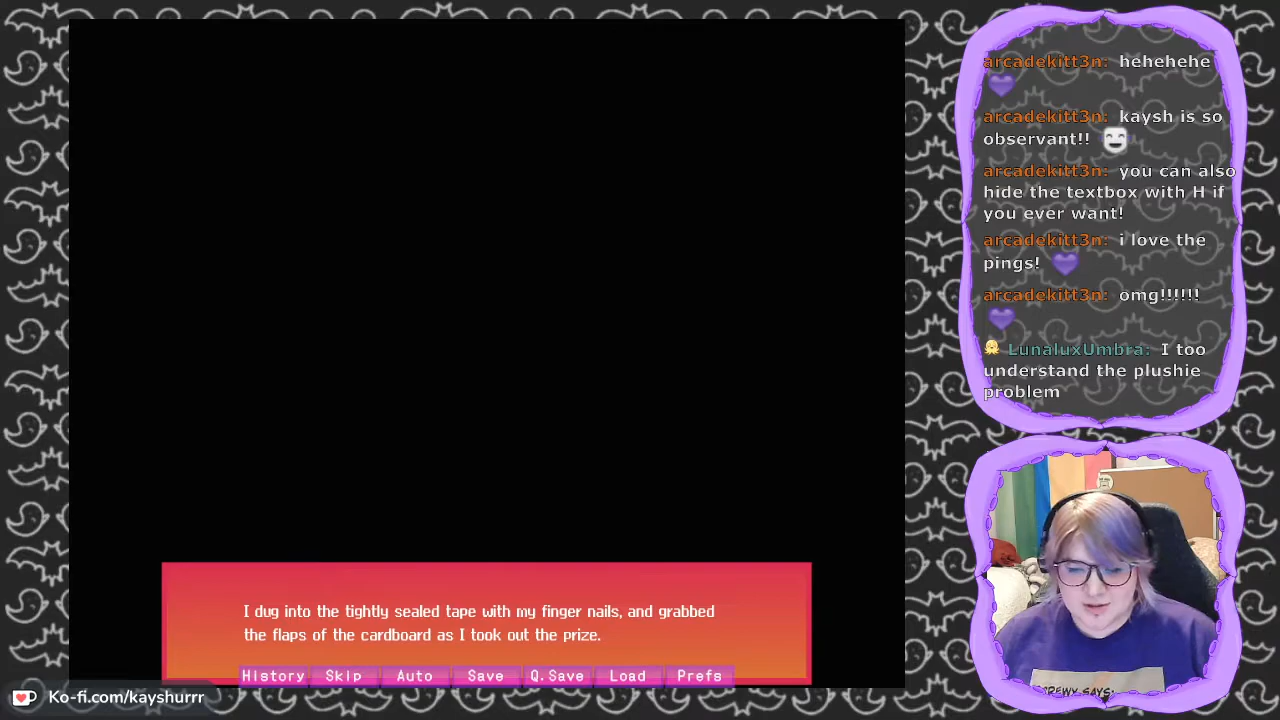 arcadekitt3n: hehehehe
arcadekitt3n: kaysh is so
observant!!
arcadekitt3n: you can also
hide the textbox with H if
you ever want!
arcadekitt3n: i love the
pings!
arcadekitt3n: omg!!!!!!
LunaluxUmbra: I too
understand the plushie
problem
I dug into the tightly sealed tape with my finger nails, and grabbed
the flaps of the cardboard as I took out the prize.
History Skip Auto Save Q.Save Load Prefs
Ko-fi.com/kayshurrr
SAYS: